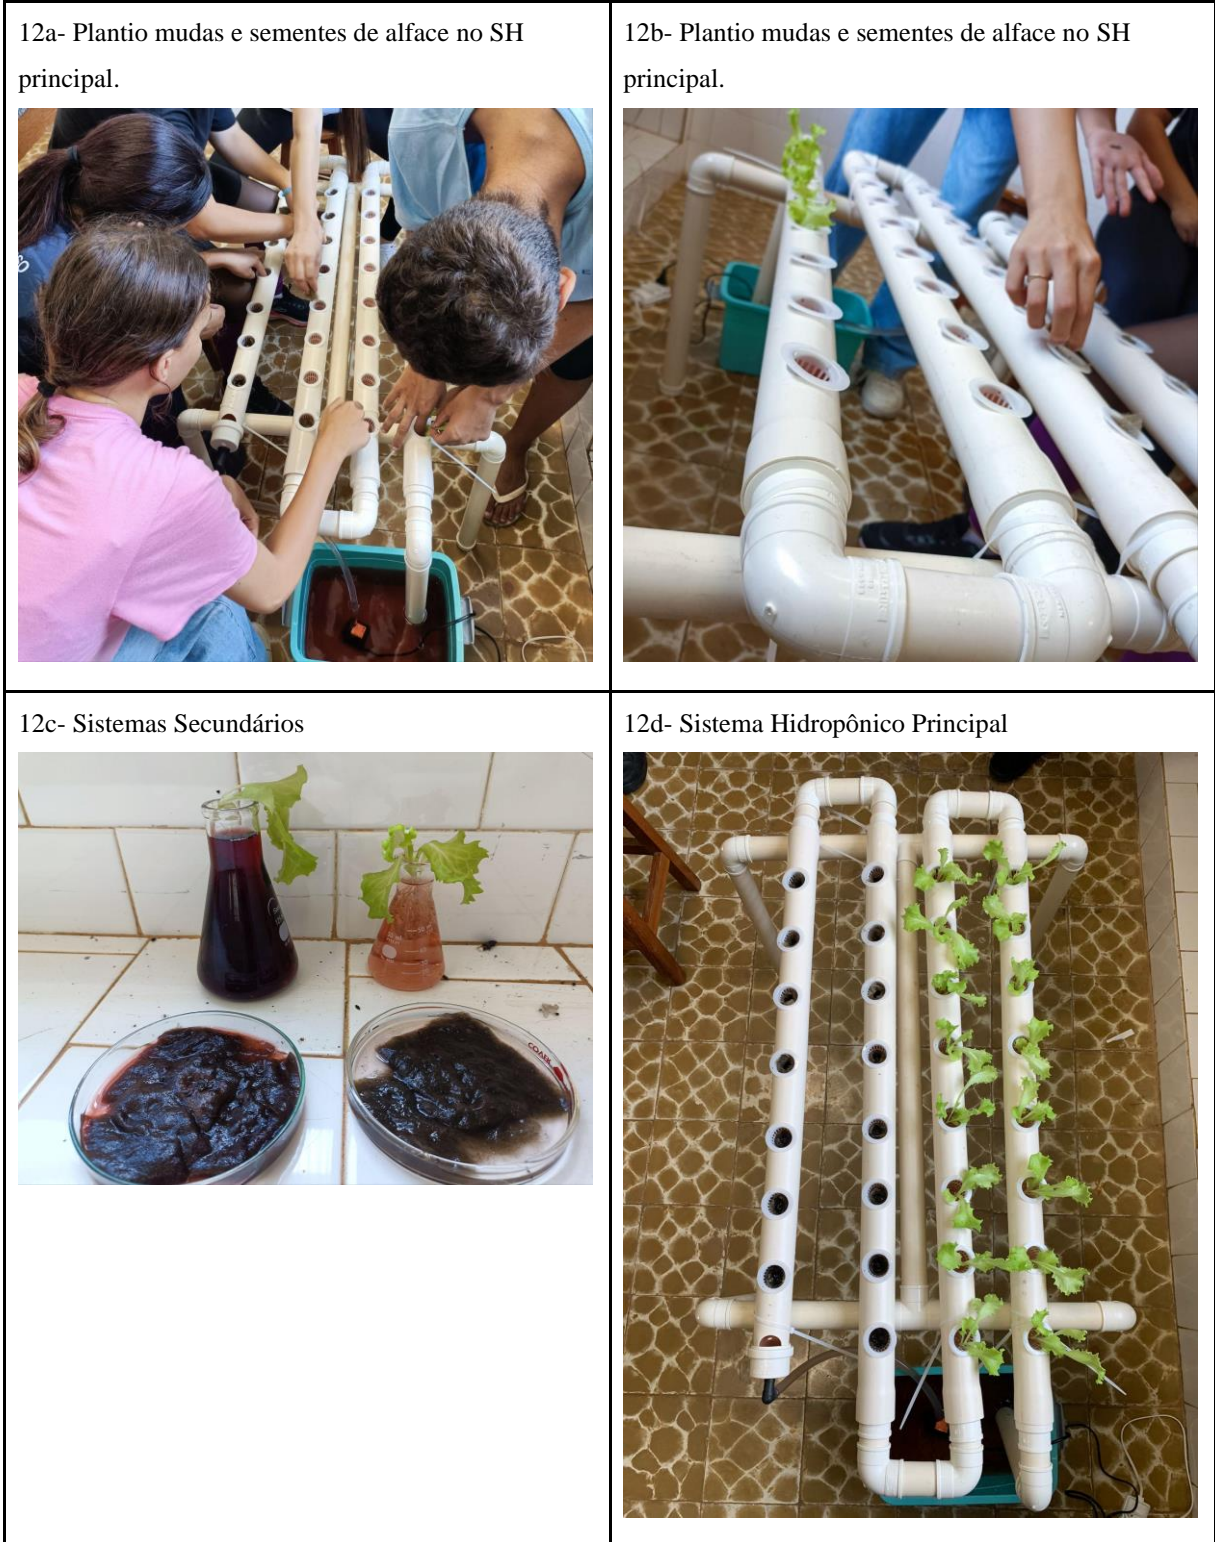 12a- Plantio mudas e sementes de alface no SH
principal.
12b- Plantio mudas e sementes de alface no SH
principal.
12c- Sistemas Secundários
12d- Sistema Hidropônico Principal